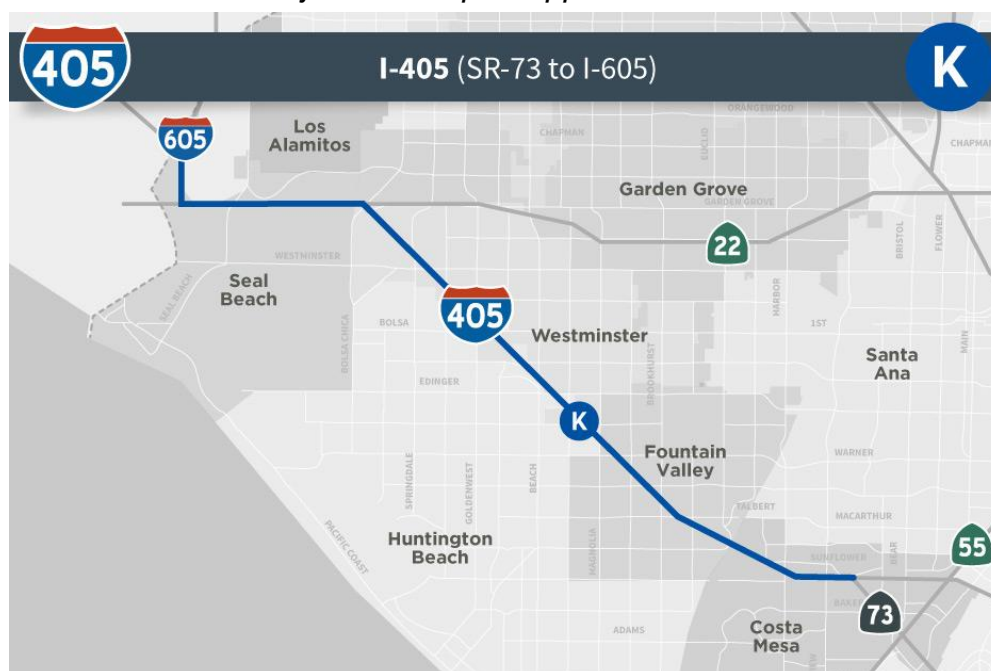 405
I-405 (SR-73 to I-605)
K
605
Los
Alamitos
ORANGEWOOD
CHAPMAN
EUCLID
CHAPMAN
Garden Grove
GARDEN GROVE
22
BRISTOL
FLOWER
WESTMINSTER
SEAL BEACH
Seal
Beach
HARBOR
405
BOLSA CHICA
BOLSA
Westminster
1ST
MAIN
BROOKHURST
Santa
Ana
EDINGER
K
Fountain
Valley
WARNER
SPRINGDALE
GOLDENWEST
BEACH
TALBERT
MACARTHUR
PACIFIC COAST
Huntington
Beach
MAGNOLIA
SUNFLOWER
BEAR
55
BAKER
73
ADAMS
Costa
Mesa